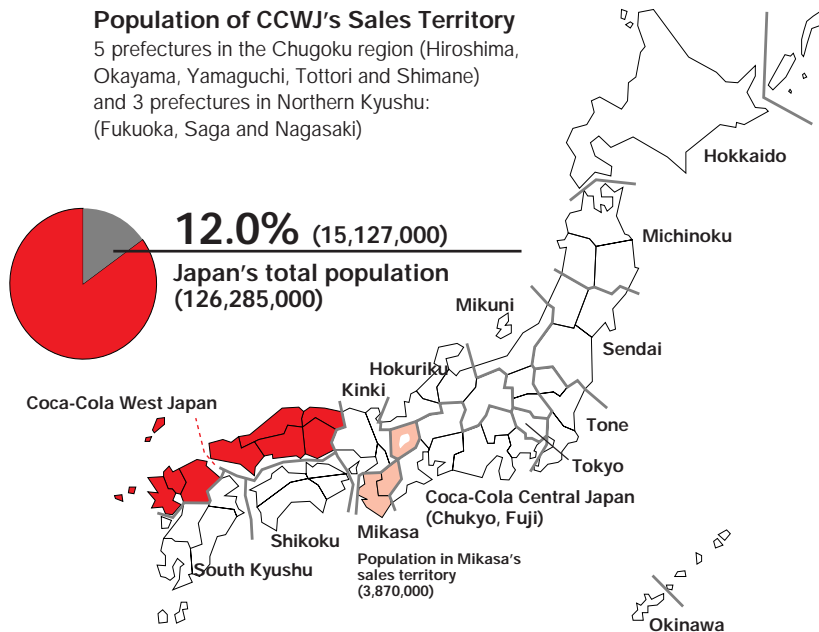 Population of CCWJ's Sales Territory
5 prefectures in the Chugoku region (Hiroshima,
Okayama, Yamaguchi, Tottori and Shimane)
and 3 prefectures in Northern Kyushu:
(Fukuoka, Saga and Nagasaki)
12.0% (15,127,000)
Japan's total population
(126,285,000)
Hokkaido
Michinoku
Mikuni
Sendai
Hokuriku
Kinki
Coca-Cola West Japan
Tone
Tokyo
Coca-Cola Central Japan
(Chukyo, Fuji)
Mikasa
Shikoku
Population in Mikasa's
sales territory
(3,870,000)
South Kyushu
Okinawa